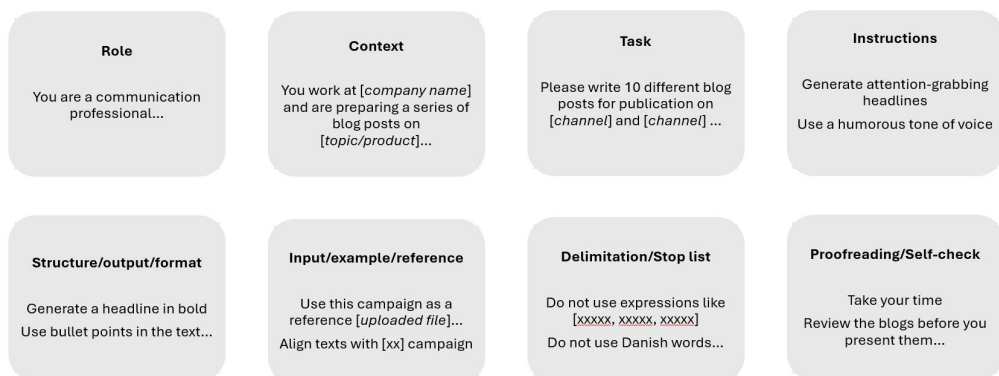 Role
You are a communication
professional...
Context
You work at [company name]
and are preparing a series of
blog posts on
[topic/product]...
Task
Please write 10 different blog
posts for publication on
[channel] and [channel] ...
Instructions
Generate attention-grabbing
headlines
Use a humorous tone of voice
Structure/output/format
Generate a headline in bold
Use bullet points in the text...
Input/example/reference
Use this campaign as a
reference [uploaded file]...
Align texts with [xx] campaign
Delimitation/Stop list
Do not use expressions like
[xxxxx, xxxxx, xxxxx]
Do not use Danish words...
Proofreading/Self-check
Take your time
Review the blogs before you
present them...